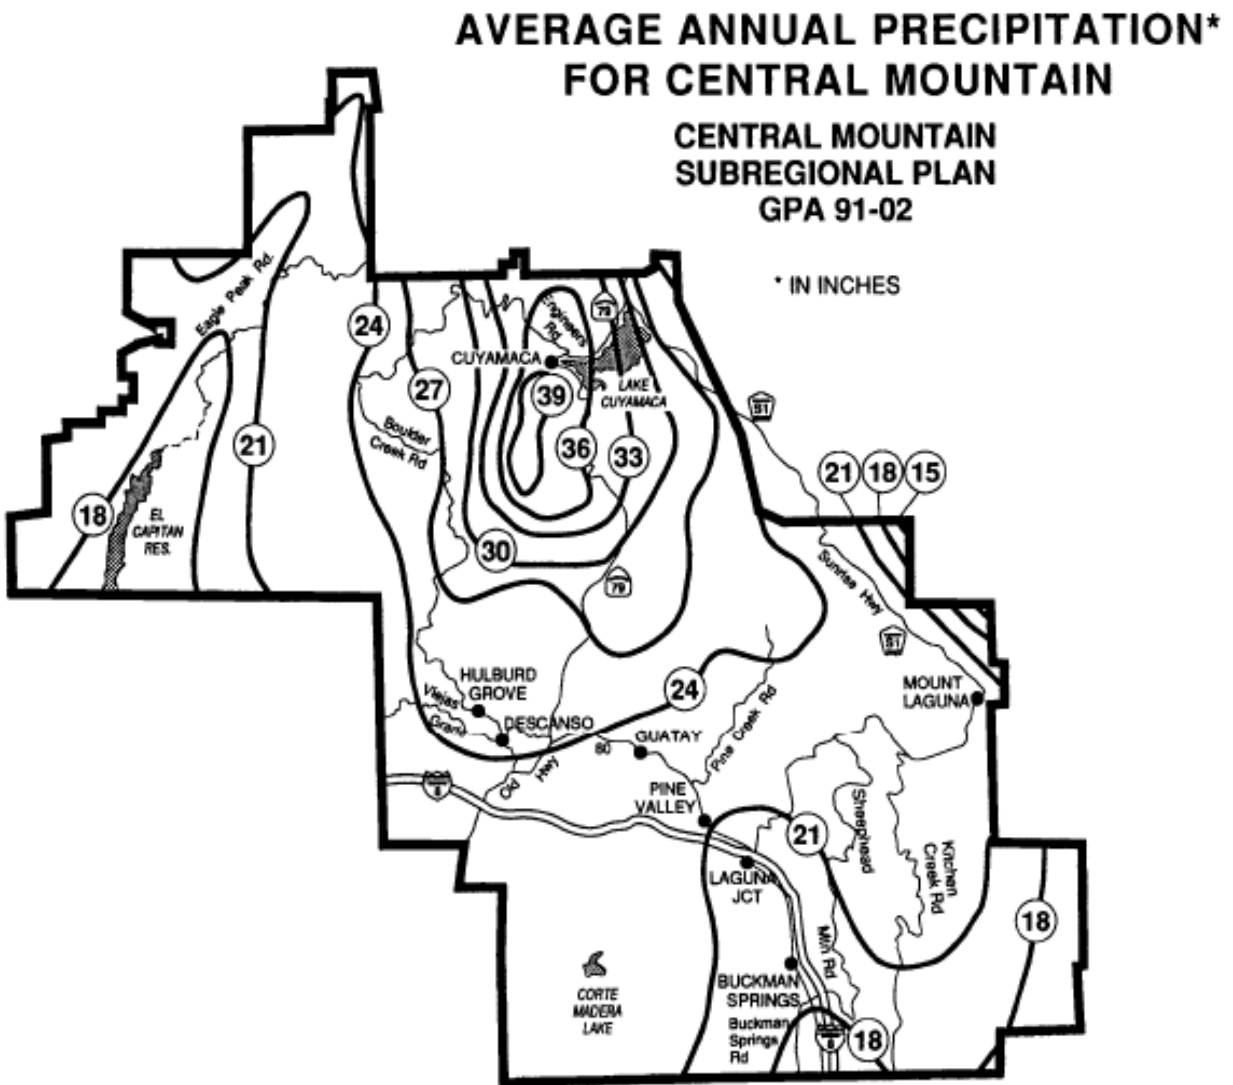 AVERAGE ANNUAL PRECIPITATION*
FOR CENTRAL MOUNTAIN
CENTRAL MOUNTAIN
SUBREGIONAL PLAN
GPA 91-02
* IN INCHES
Eagle Peak Rd.
24
Engineers
Rd
79
CUYAMACA
LAKE
CUYAMACA
27
39
S1
Boulder
Creek Rd
21
36
33
21
18
15
18
EL
CAPITAN
RES.
30
79
Sunrise Hwy
S1
HULBURD
GROVE
24
MOUNT
LAGUNA
Viejas
Grade
DESCANSO
80
GUATAY
Pine Creek Rd
Old Hwy
8
PINE
VALLEY
21
Sheephead
Mtn Rd
Kitchen
Creek Rd
LAGUNA
JCT
18
BUCKMAN
SPRINGS
CORTE
MADERA
LAKE
Buckman
Springs
Rd
8
18